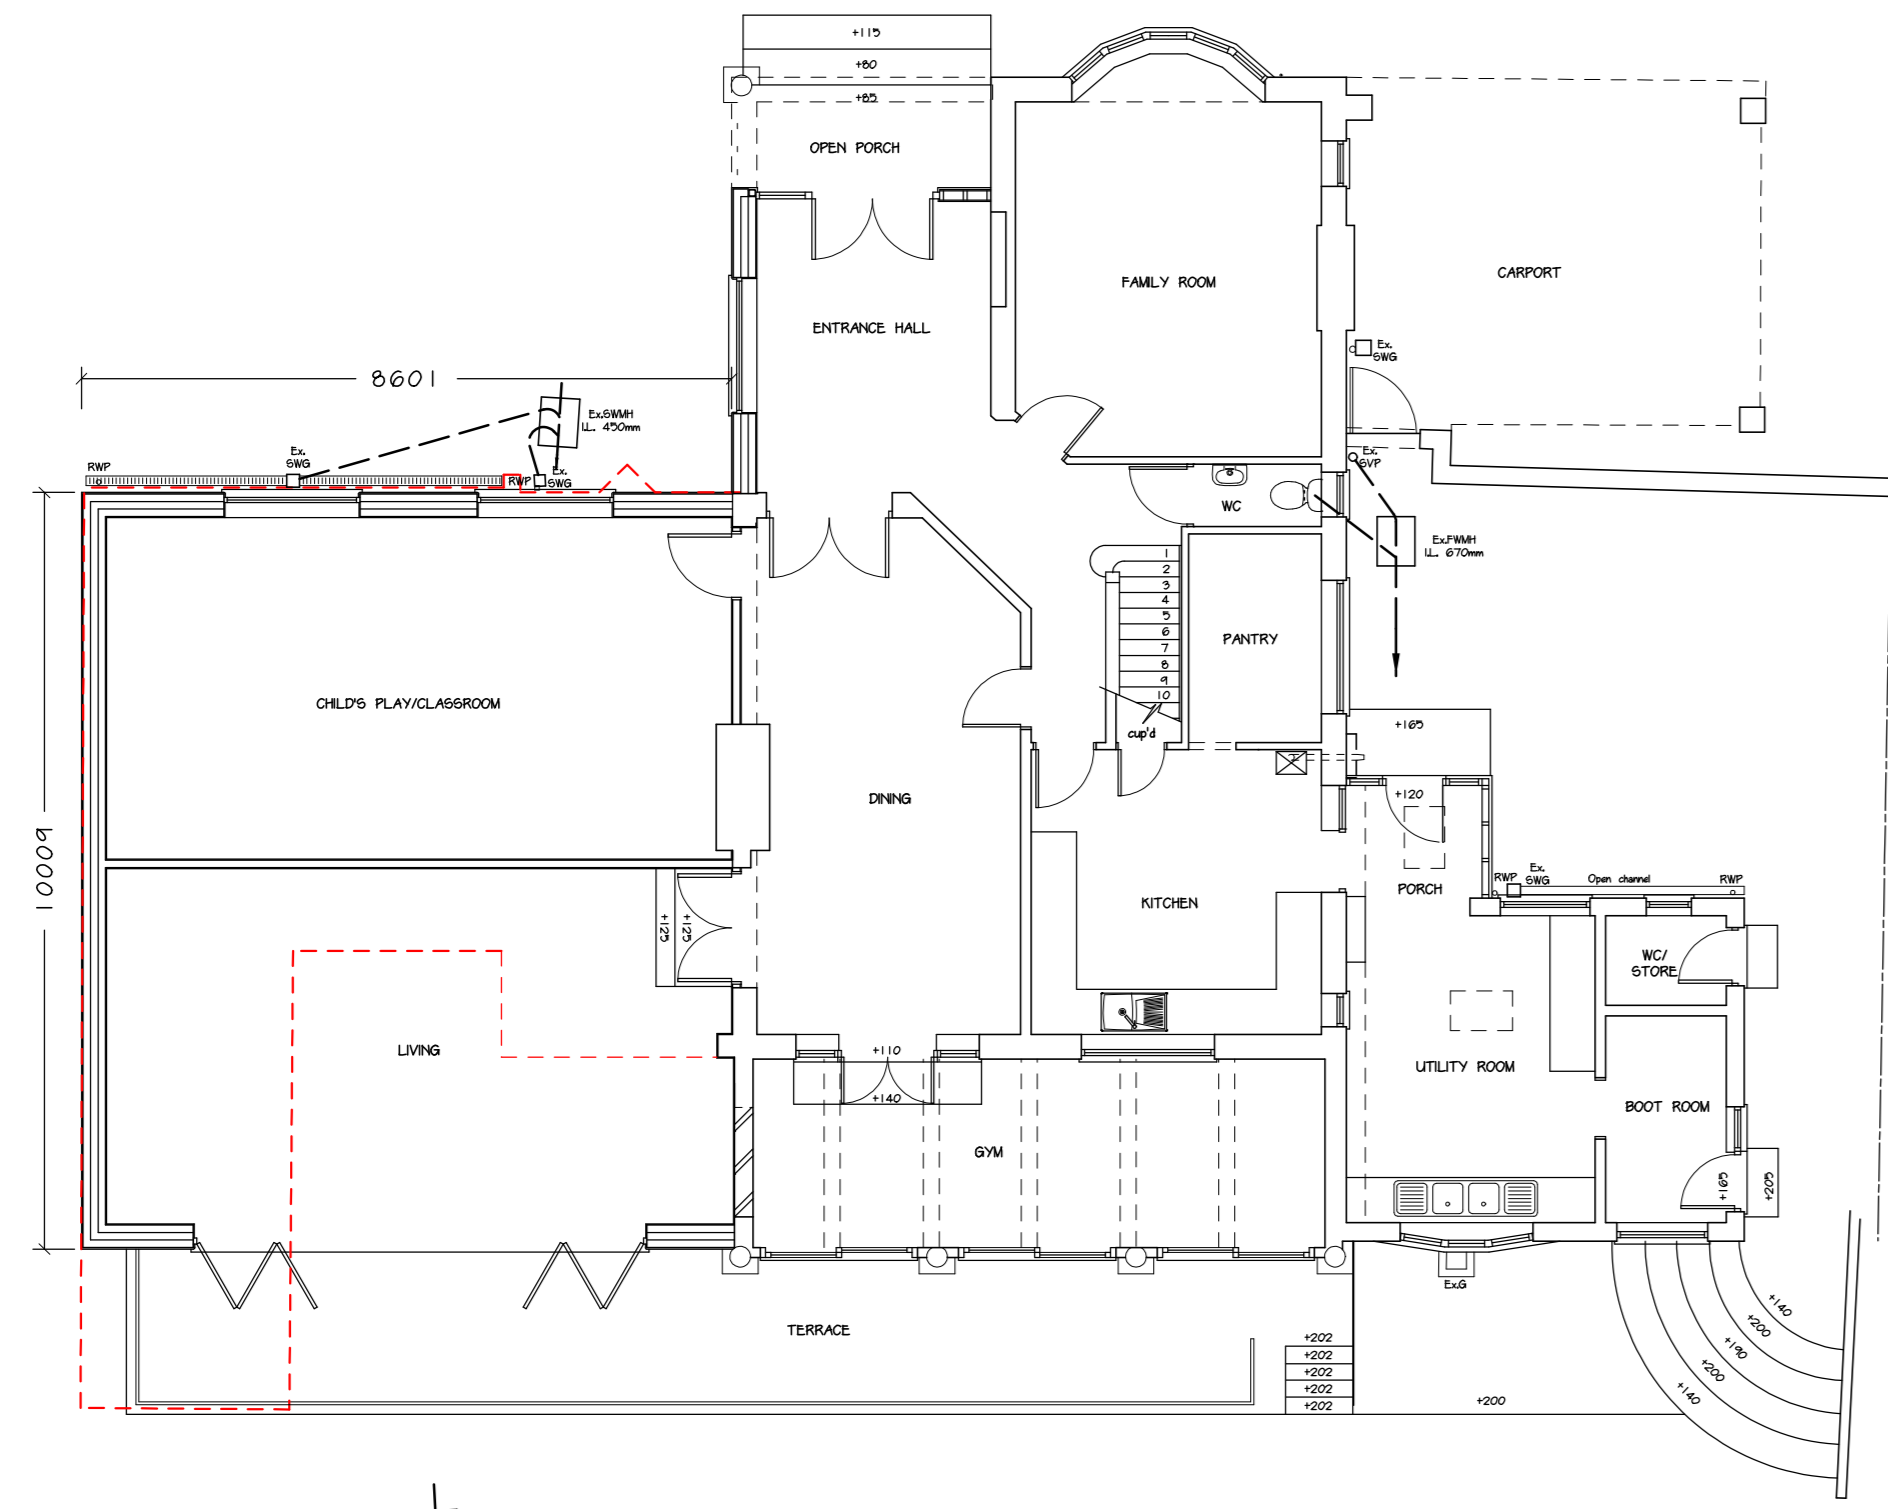 +115
+80
+85
OPEN PORCH
FAMILY ROOM
CARPORT
ENTRANCE HALL
Ex.
SWG
8601
Ex.SWMH
I.L. 450mm
Ex.
SWG
RWP
Ex.
SWG
RWP
Ex.
SVP
WC
Ex.FWMH
I.L. 670mm
1
2
3
4
5
6
7
8
9
10
cup'd
PANTRY
CHILD'S PLAY/CLASSROOM
+165
DINING
+120
10009
PORCH
RWP
Ex.
SWG
Open channel
RWP
KITCHEN
+125
+125
WC/
STORE
LIVING
+110
+140
UTILITY ROOM
BOOT ROOM
GYM
+165
+205
Ex.G
TERRACE
+202
+202
+202
+202
+202
+200
+140
+200
+190
+200
+140